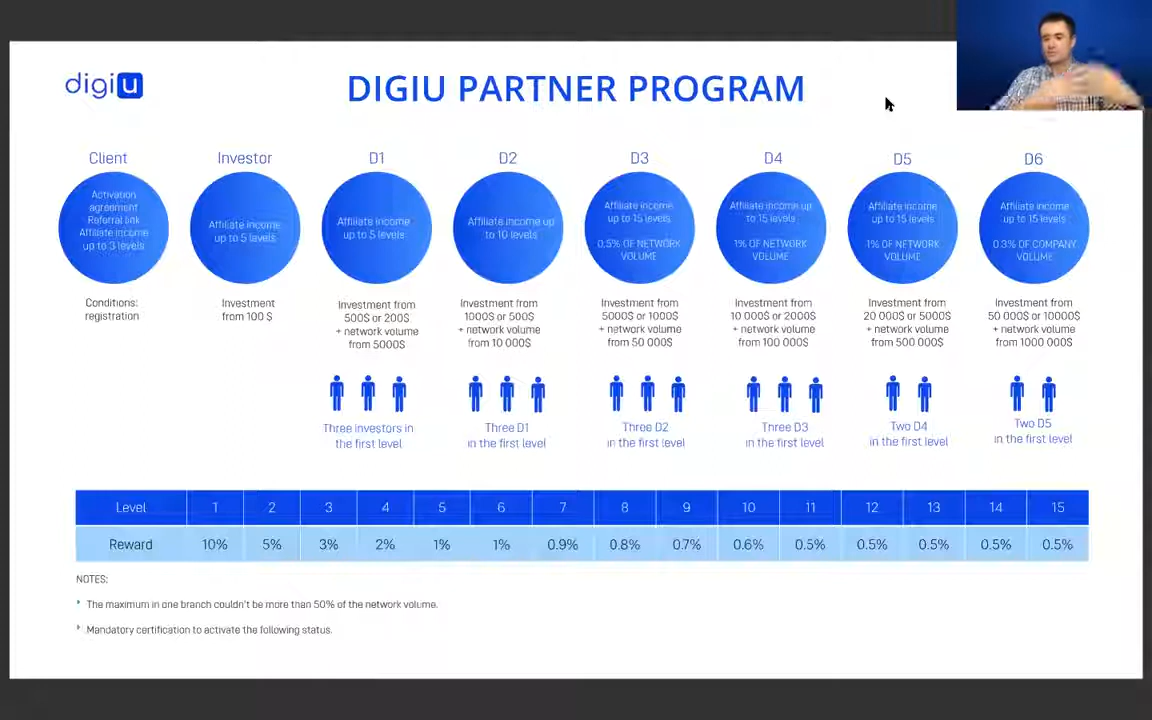 digiu
DIGIU PARTNER PROGRAM
Client
Activation
agreement
Referral link
Affiliate income
up to 3 levels
Conditions:
registration
Investor
Affiliate income
up to 5 levels
Investment
from 100 $
D1
Affiliate income
up to 5 levels
Investment from
500$ or 200$
+ network volume
from 5000$
Three investors in
the first level
D2
Affiliate income up
to 10 levels
Investment from
1000$ or 500$
+ network volume
from 10 000$
Three D1
in the first level
D3
Affiliate income
up to 15 levels
0.5% OF NETWORK
VOLUME
Investment from
5000$ or 1000$
+ network volume
from 50 000$
Three D2
in the first level
D4
Affiliate income up
to 15 levels
1% OF NETWORK
VOLUME
Investment from
10 000$ or 2000$
+ network volume
from 100 000$
Three D3
in the first level
D5
Affiliate income
up to 15 levels
1% OF NETWORK
VOLUME
Investment from
20 000$ or 5000$
+ network volume
from 500 000$
Two D4
in the first level
D6
Affiliate income
up to 15 levels
0.3% OF COMPANY
VOLUME
Investment from
50 000$ or 10000$
+ network volume
from 1000 000$
Two D5
in the first level
Level 1 2 3 4 5 6 7 8 9 10 11 12 13 14 15
Reward 10% 5% 3% 2% 1% 1% 0.9% 0.8% 0.7% 0.6% 0.5% 0.5% 0.5% 0.5% 0.5%
NOTES:
The maximum in one branch couldn't be more than 50% of the network volume.
Mandatory certification to activate the following status.